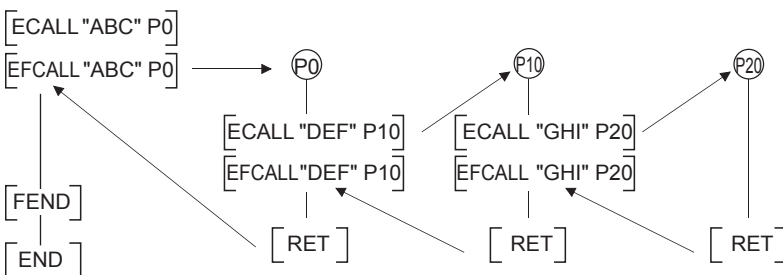 [ECALL "ABC" P0]
[EFCALL "ABC" P0]
[FEND]
[END]
P0
[ECALL "DEF" P10]
[EFCALL"DEF" P10]
[RET]
P10
[ECALL "GHI" P20]
[EFCALL "GHI" P20]
[RET]
P20
[RET]